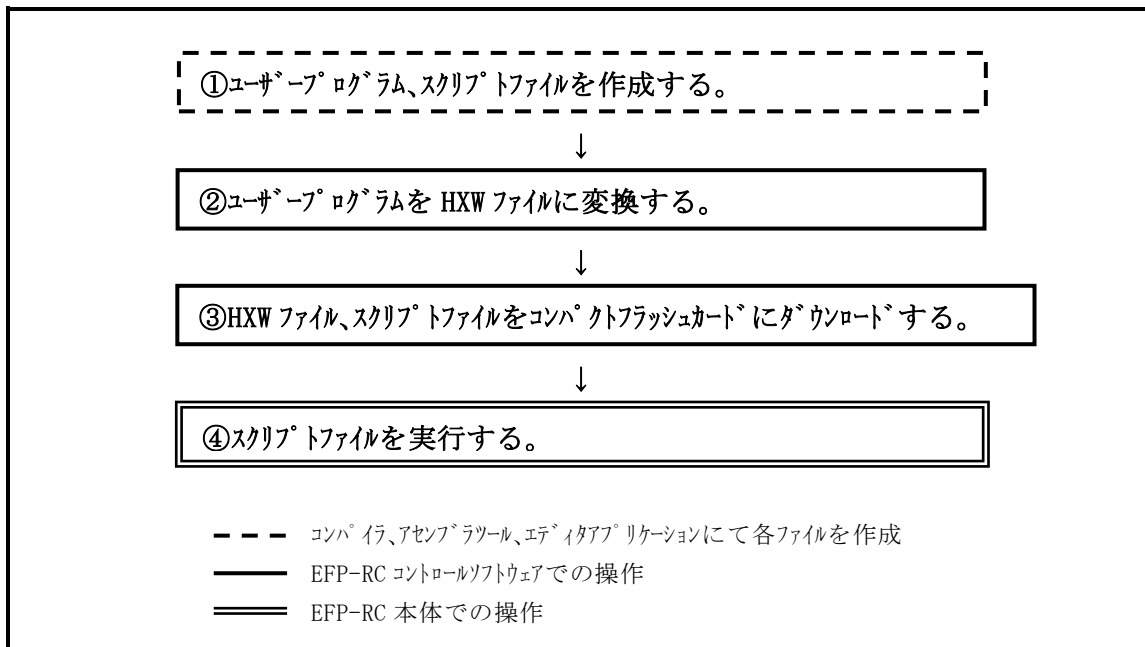 ①ﾕｰｻﾞｰﾌﾟﾛｸﾞﾗﾑ、ｽｸﾘﾌﾟﾄﾌｧｲﾙを作成する。
↓
②ﾕｰｻﾞｰﾌﾟﾛｸﾞﾗﾑを HXW ﾌｧｲﾙに変換する。
↓
③HXW ﾌｧｲﾙ、ｽｸﾘﾌﾟﾄﾌｧｲﾙをｺﾝﾊﾟｸﾄﾌﾗｯｼｭｶｰﾄﾞにﾀﾞｳﾝﾛｰﾄﾞする。
↓
④ｽｸﾘﾌﾟﾄﾌｧｲﾙを実行する。
ｺﾝﾊﾟｲﾗ、ｱｾﾝﾌﾞﾗﾂｰﾙ、ｴﾃﾞｨﾀｱﾌﾟﾘｹｰｼｮﾝにて各ﾌｧｲﾙを作成
EFP-RC ｺﾝﾄﾛｰﾙｿﾌﾄｳｪｱでの操作
EFP-RC 本体での操作